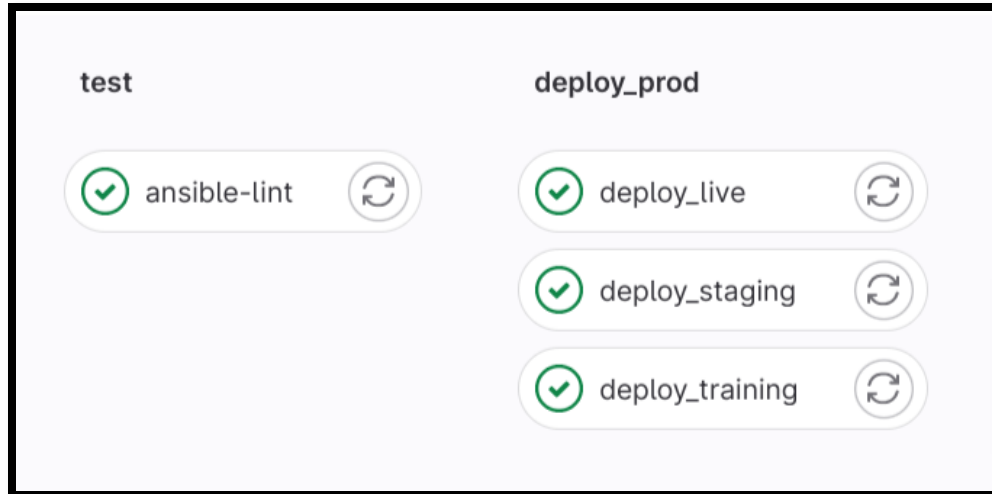 test
ansible-lint
deploy_prod
deploy_live
deploy_staging
deploy_training